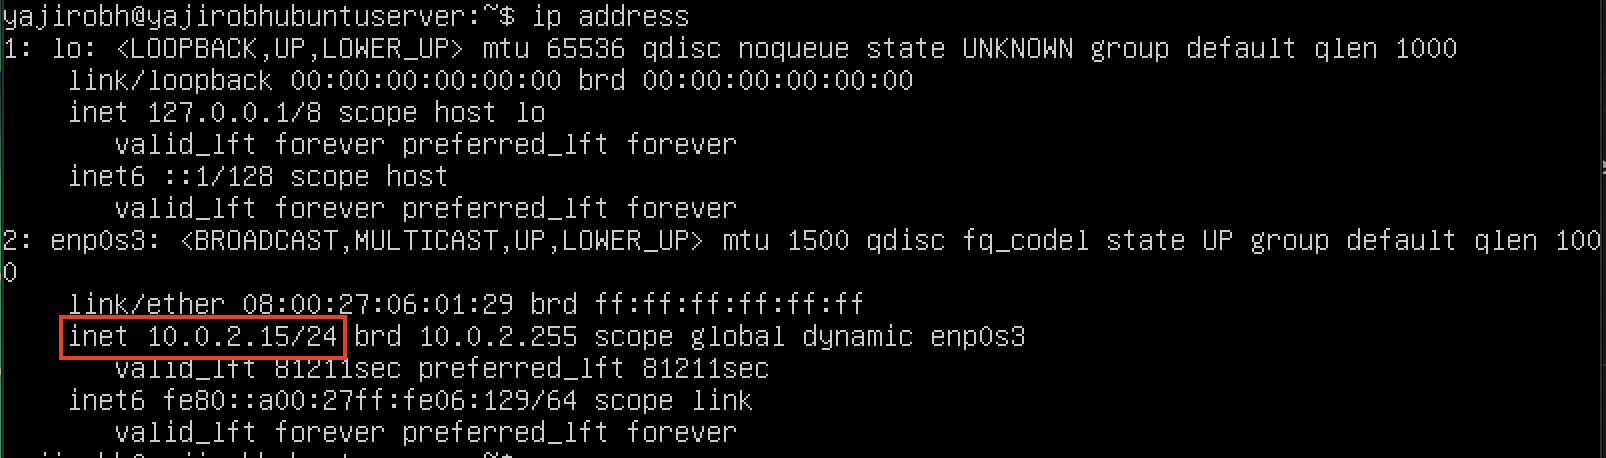 yajirobh@yajirobhubuntuserver:~$ ip address
1: lo: <LOOPBACK,UP,LOWER_UP> mtu 65536 qdisc noqueue state UNKNOWN group default qlen 1000
link/loopback 00:00:00:00:00:00 brd 00:00:00:00:00:00
inet 127.0.0.1/8 scope host lo
valid_lft forever preferred_lft forever
inet6 ::1/128 scope host
valid_lft forever preferred_lft forever
2: enp0s3: <BROADCAST,MULTICAST,UP,LOWER_UP> mtu 1500 qdisc fq_codel state UP group default qlen 100
0
link/ether 08:00:27:06:01:29 brd ff:ff:ff:ff:ff:ff
inet 10.0.2.15/24 brd 10.0.2.255 scope global dynamic enp0s3
valid_lft 81211sec preferred_lft 81211sec
inet6 fe80::a00:27ff:fe06:129/64 scope link
valid_lft forever preferred_lft forever